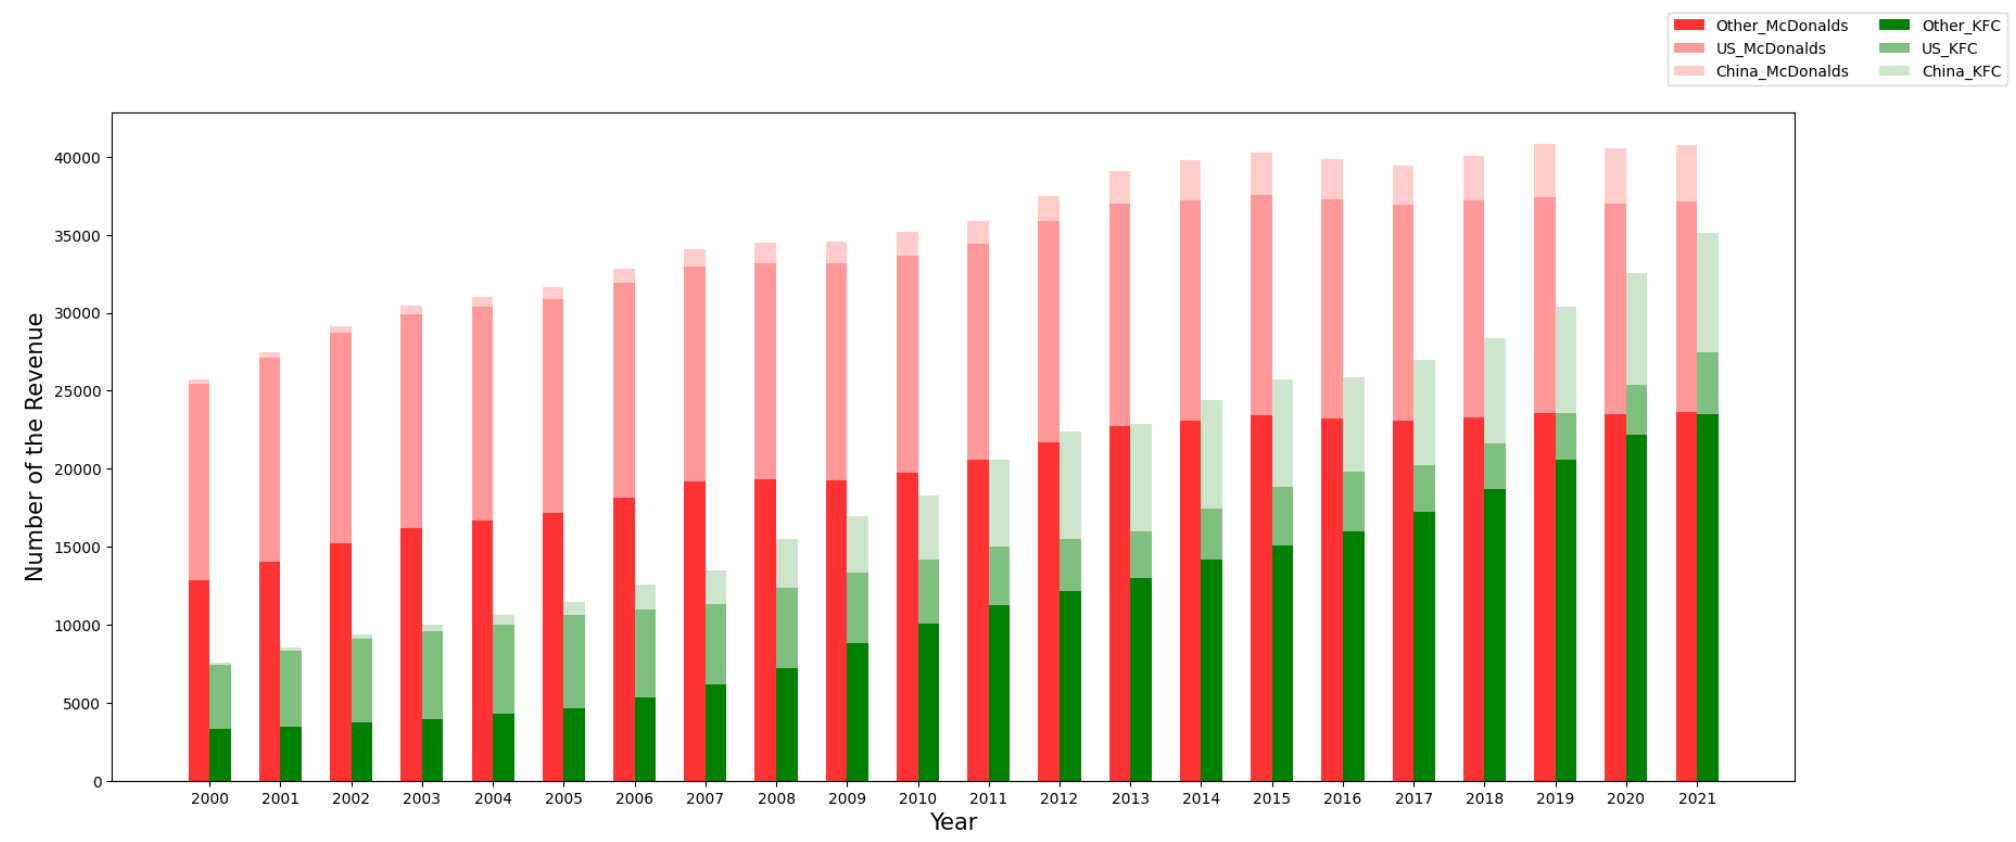 Other_McDonalds Other_KFC
US_McDonalds US_KFC
China_McDonalds China_KFC
40000
35000
30000
25000
20000
15000
10000
5000
0
Number of the Revenue
2000 2001 2002 2003 2004 2005 2006 2007 2008 2009 2010 2011 2012 2013 2014 2015 2016 2017 2018 2019 2020 2021
Year